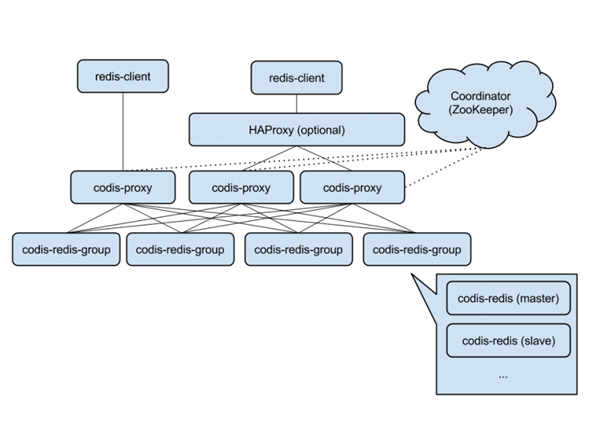 redis-client
redis-client
Coordinator
(ZooKeeper)
HAProxy (optional)
codis-proxy
codis-proxy
codis-proxy
codis-redis-group
codis-redis-group
codis-redis-group
codis-redis-group
codis-redis (master)
codis-redis (slave)
...